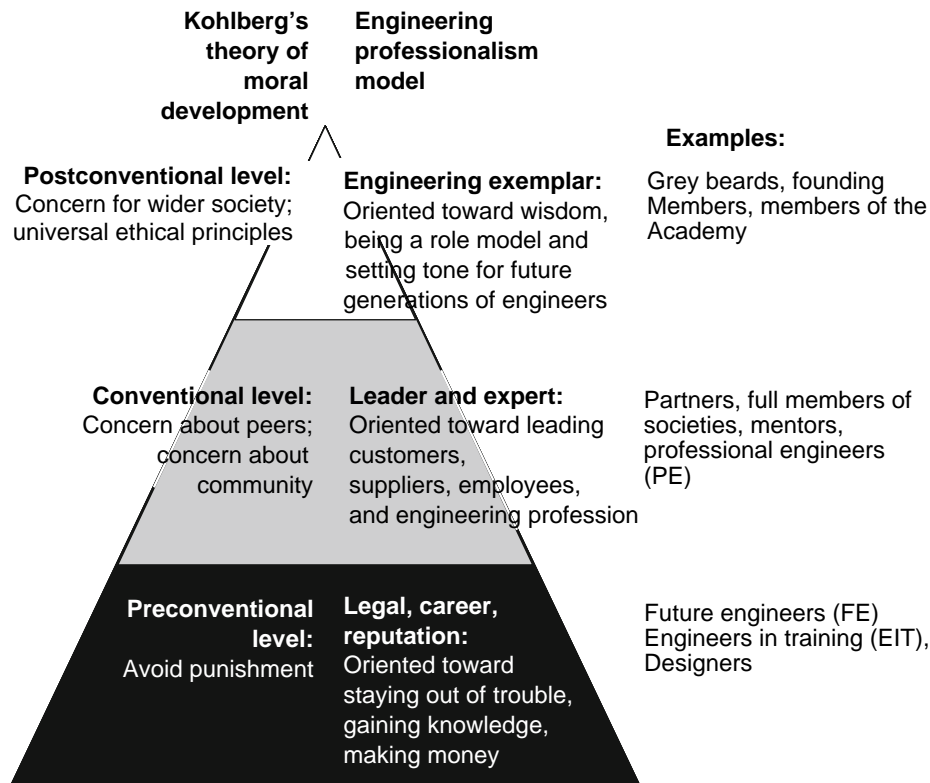 Kohlberg's
theory of
moral
development
Engineering
professionalism
model
Examples:
Postconventional level:
Concern for wider society;
universal ethical principles
Engineering exemplar:
Oriented toward wisdom,
being a role model and
setting tone for future
generations of engineers
Grey beards, founding
Members, members of the
Academy
Conventional level:
Concern about peers;
concern about
community
Leader and expert:
Oriented toward leading
customers,
suppliers, employees,
and engineering profession
Partners, full members of
societies, mentors,
professional engineers
(PE)
Preconventional
level:
Avoid punishment
Legal, career,
reputation:
Oriented toward
staying out of trouble,
gaining knowledge,
making money
Future engineers (FE)
Engineers in training (EIT),
Designers